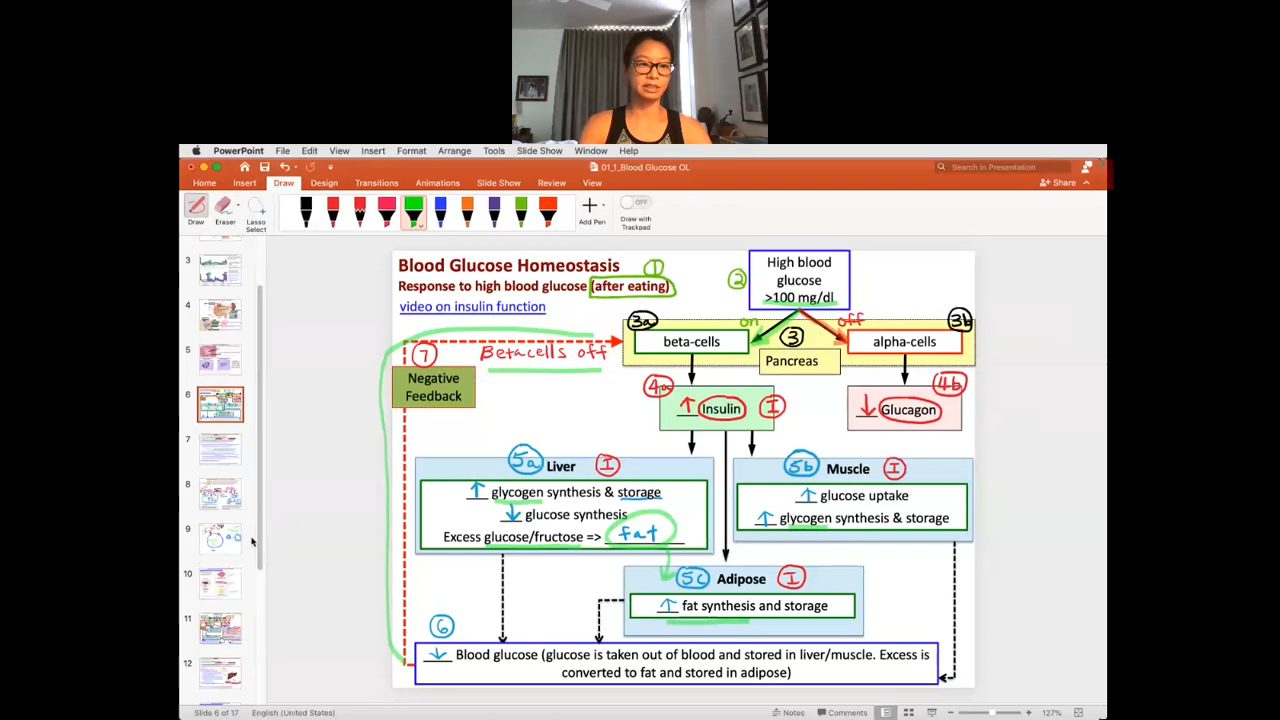 PowerPoint File Edit View Insert Format Arrange Tools Slide Show Window Help
01_1_Blood Glucose OL
Search in Presentation
Home Insert Draw Design Transitions Animations Slide Show Review View
Share
OFF
Draw Eraser Lasso Select Add Pen Draw with Trackpad
3
4
5
6
7
8
9
10
11
12
Blood Glucose Homeostasis
1
Response to high blood glucose (after eating)
video on insulin function
2
High blood
glucose
>100 mg/dl
3a
on
off
3b
beta-cells
3
alpha-cells
Pancreas
7
Beta cells off
Negative
Feedback
4a
4b
↑ Insulin I
↓ Glucagon
5a Liver I
↑ glycogen synthesis & storage
↓ glucose synthesis
Excess glucose/fructose => fat
5b Muscle I
↑ glucose uptake
↑ glycogen synthesis & storage
5c Adipose I
↑ fat synthesis and storage
6
↓ Blood glucose (glucose is taken out of blood and stored in liver/muscle. Excess is
converted to fat and stored in adipose)
Slide 6 of 17 English (United States)
Notes Comments 127%